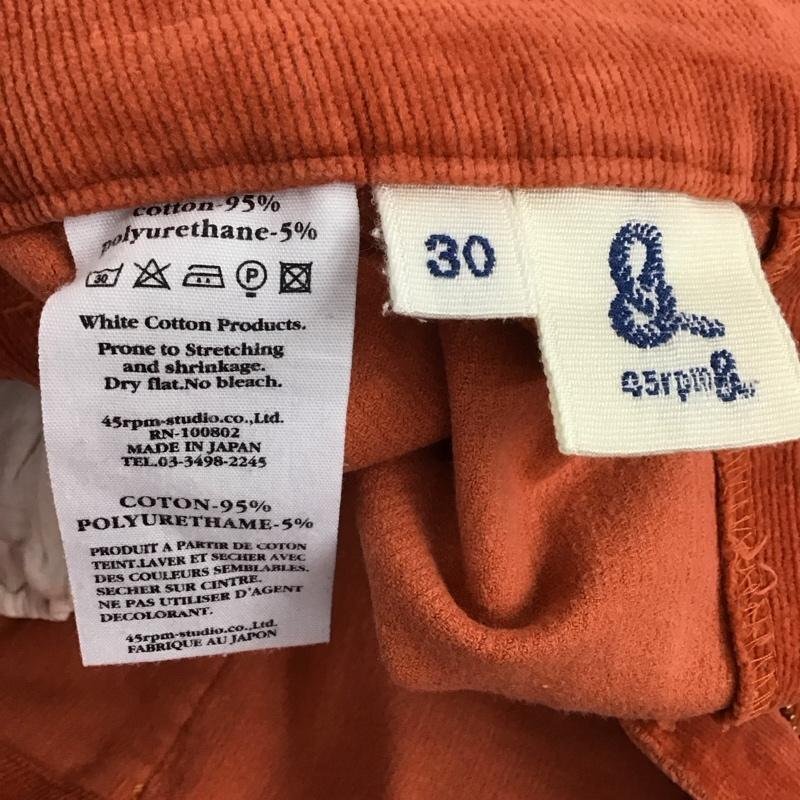 cotton-95%
polyurethane-5%
30
P
White Cotton Products.
Prone to Stretching
and shrinkage.
Dry flat.No bleach.
45rpm-studio.co.,Ltd.
RN-100802
MADE IN JAPAN
TEL.03-3498-2245
COTON-95%
POLYURETHAME-5%
PRODUIT A PARTIR DE COTON
TEINT.LAVER ET SECHER AVEC
DES COULEURS SEMBLABLES.
SECHER SUR CINTRE.
NE PAS UTILISER D'AGENT
DECOLORANT.
45rpm-studio.co.,Ltd.
FABRIQUE AU JAPON
30
45rpm